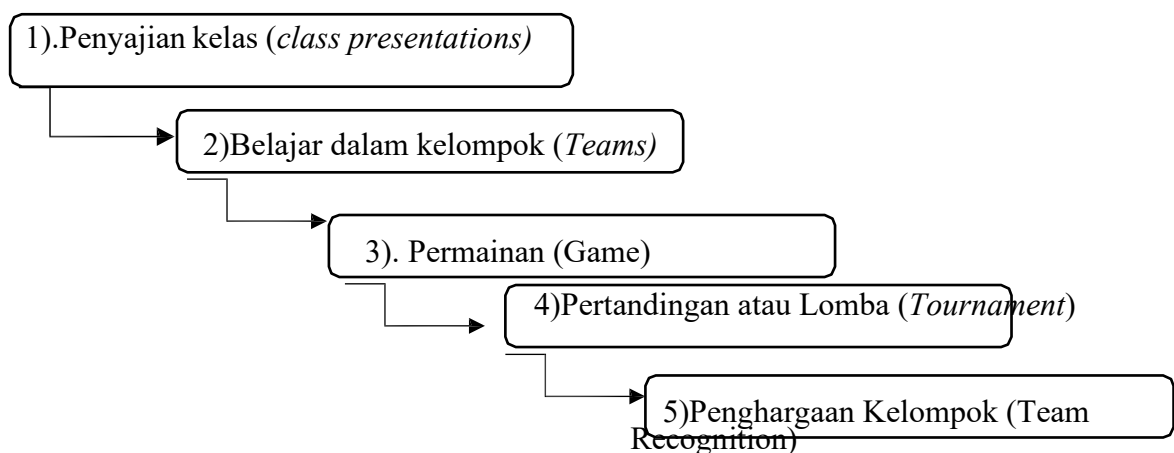 1).Penyajian kelas (class presentations)
2)Belajar dalam kelompok (Teams)
3). Permainan (Game)
4)Pertandingan atau Lomba (Tournament)
5)Penghargaan Kelompok (Team
Recognition)